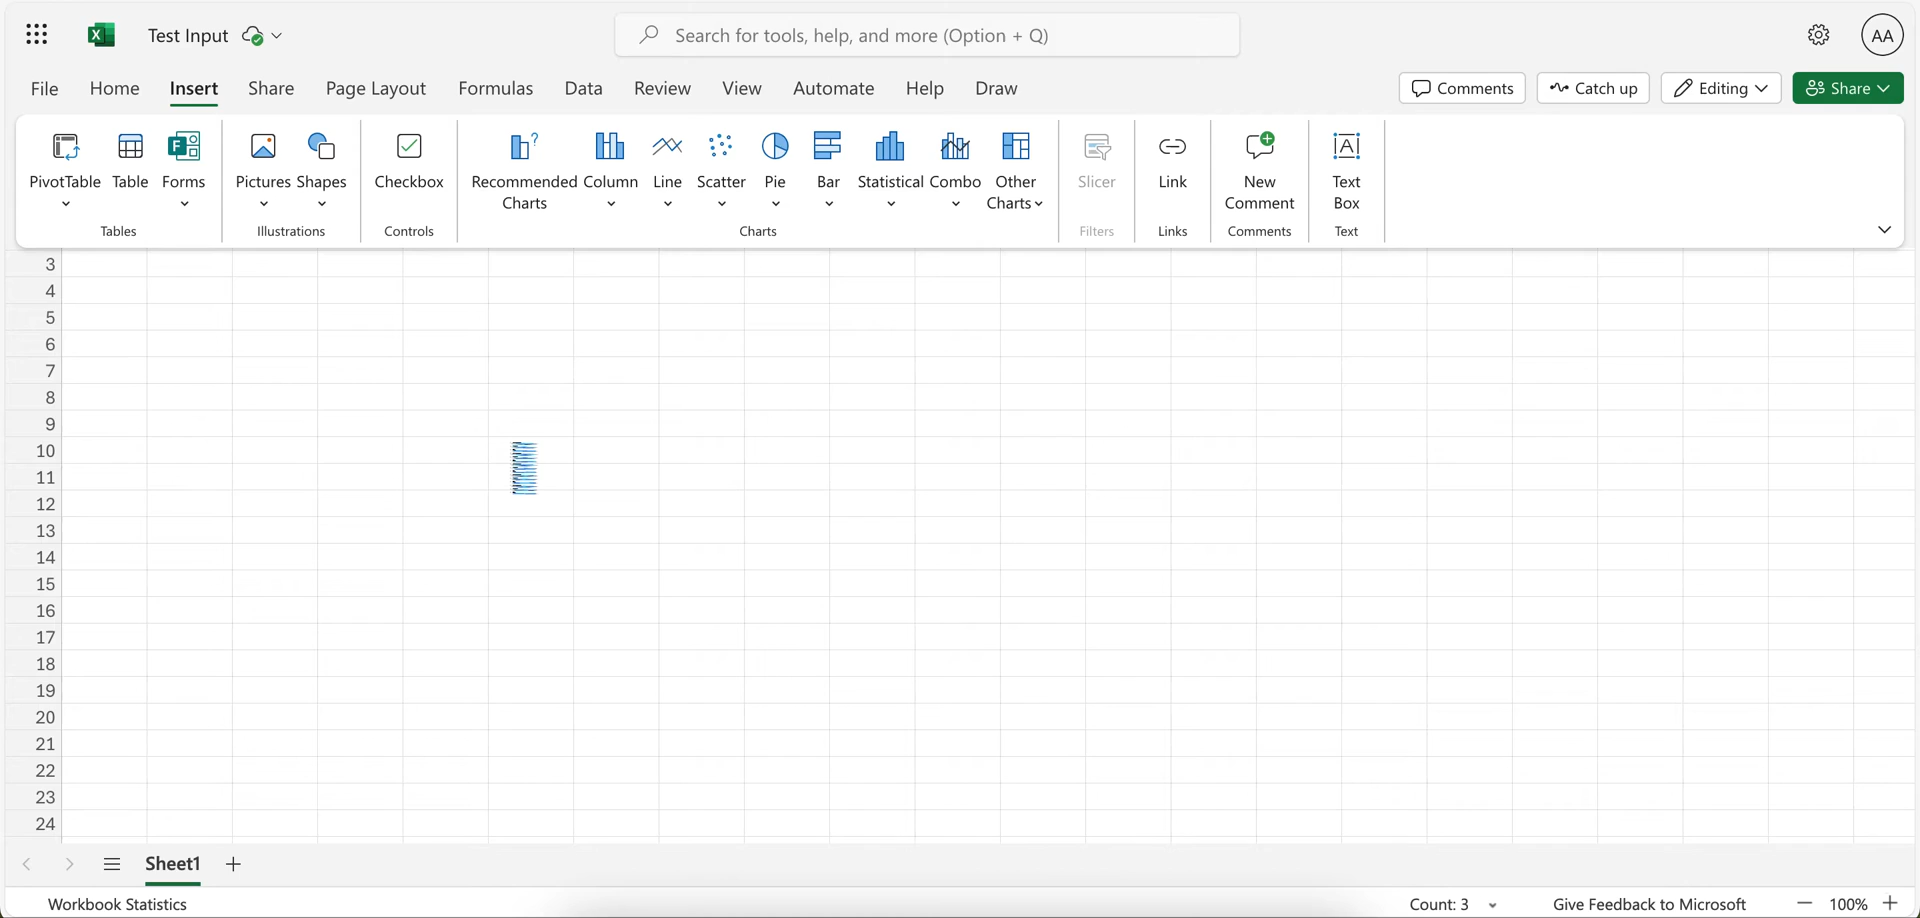 Test Input
Search for tools, help, and more (Option + Q)
AA
File Home Insert Share Page Layout Formulas Data Review View Automate Help Draw
Comments Catch up Editing Share
PivotTable Table Forms
Tables
Pictures Shapes
Illustrations
Checkbox
Controls
Recommended Charts Column Line Scatter Pie Bar Statistical Combo Other Charts
Charts
Slicer
Filters
Link
Links
New Comment
Comments
Text Box
Text
3
4
5
6
7
8
9
10
11
12
13
14
15
16
17
18
19
20
21
22
23
24
Sheet1
Workbook Statistics
Count: 3
Give Feedback to Microsoft
100%